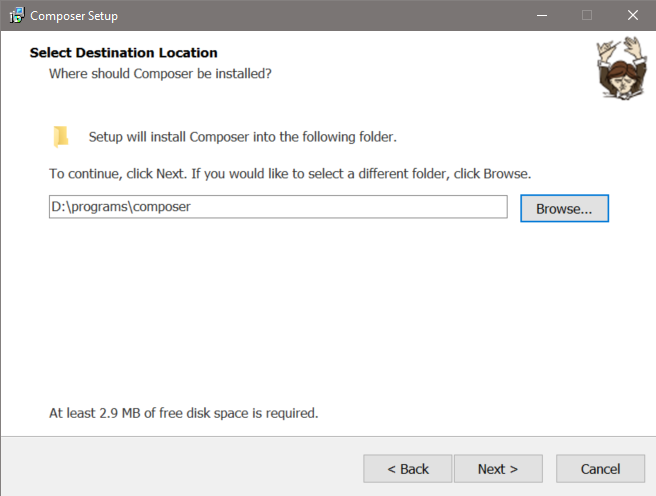 Composer Setup
Select Destination Location
Where should Composer be installed?
Setup will install Composer into the following folder.
To continue, click Next. If you would like to select a different folder, click Browse.
D:\programs\composer
Browse...
At least 2.9 MB of free disk space is required.
< Back
Next >
Cancel